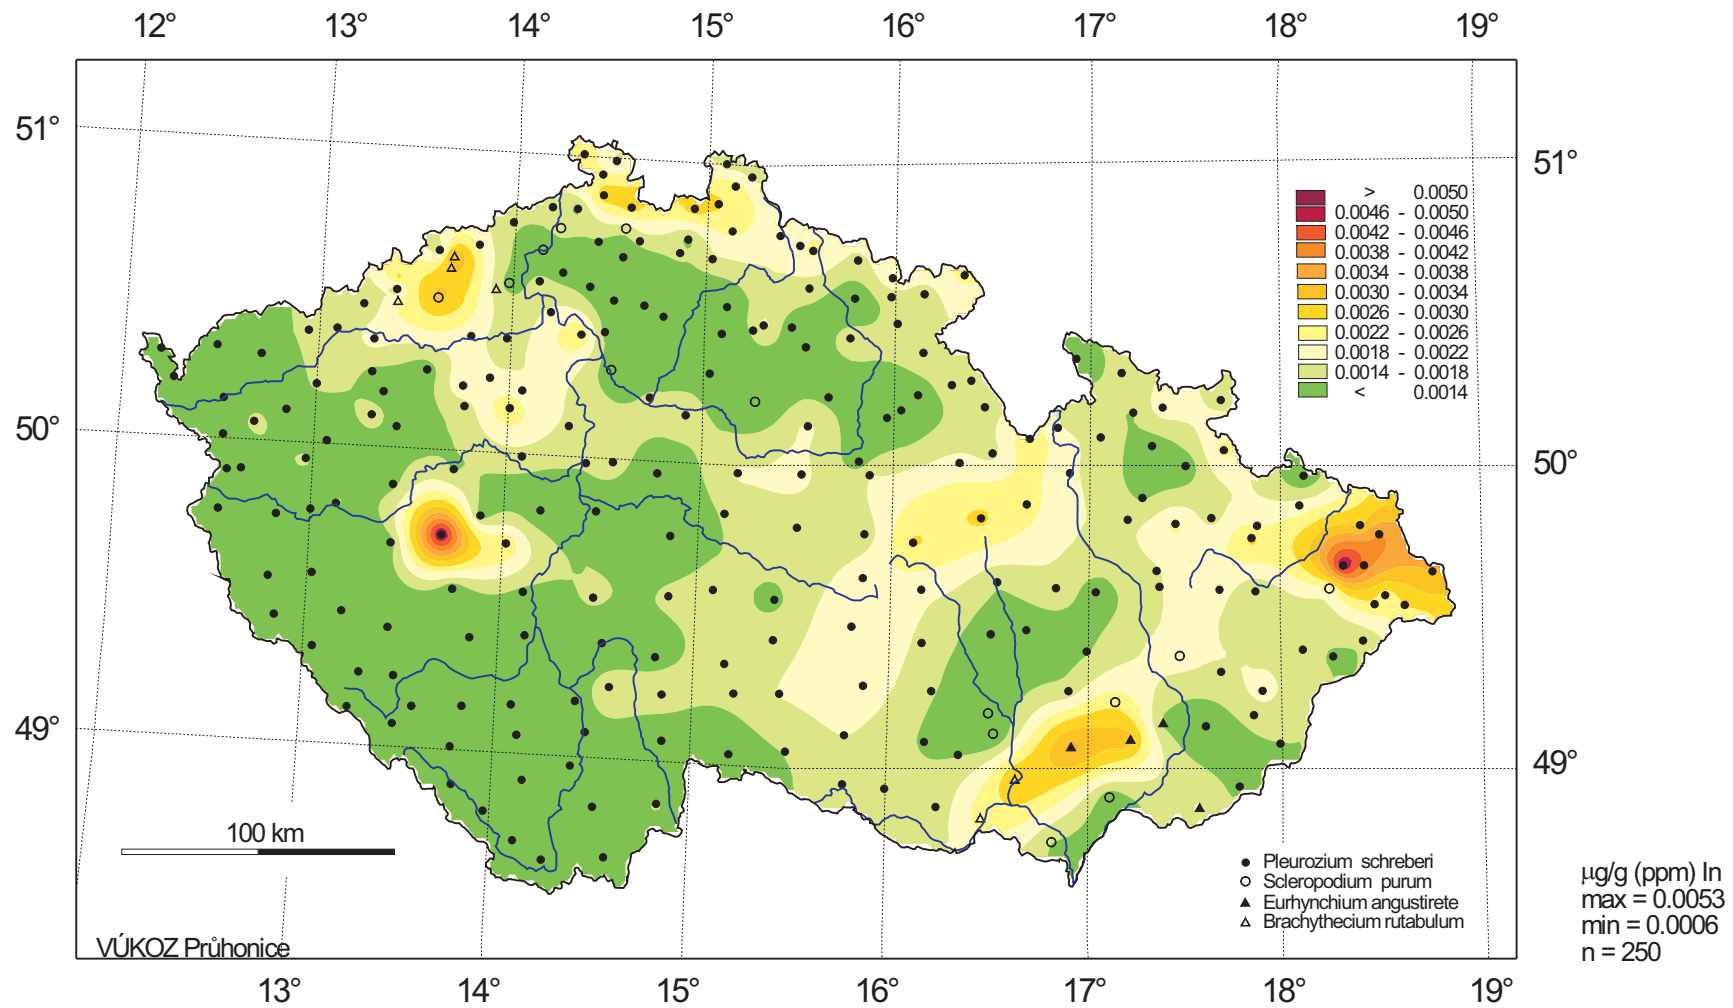 12° 13° 14° 15° 16° 17° 18° 19°
51°
51°
> 0.0050
0.0046 - 0.0050
0.0042 - 0.0046
0.0038 - 0.0042
0.0034 - 0.0038
0.0030 - 0.0034
0.0026 - 0.0030
0.0022 - 0.0026
0.0018 - 0.0022
0.0014 - 0.0018
< 0.0014
50°
50°
49°
49°
100 km
Pleurozium schreberi
Scleropodium purum
Eurhynchium angustirete
Brachythecium rutabulum
µg/g (ppm) In
max = 0.0053
min = 0.0006
n = 250
VÚKOZ Průhonice
13° 14° 15° 16° 17° 18° 19°